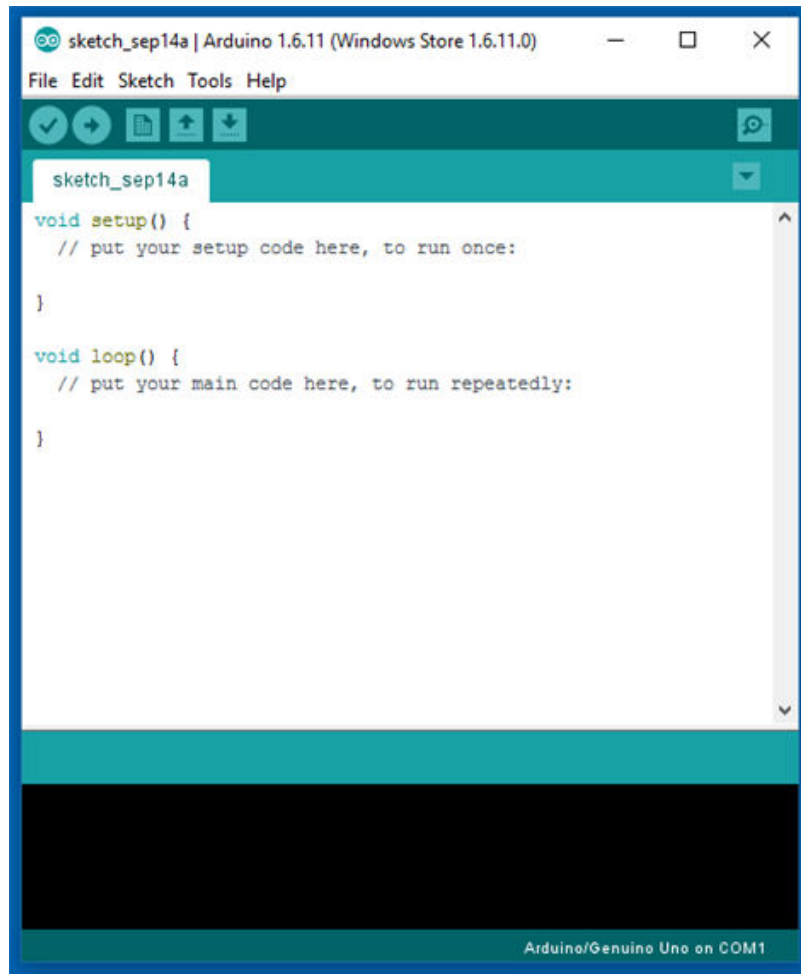 sketch_sep14a | Arduino 1.6.11 (Windows Store 1.6.11.0)
File Edit Sketch Tools Help
sketch_sep14a
void setup() {
  // put your setup code here, to run once:

}

void loop() {
  // put your main code here, to run repeatedly:

}
Arduino/Genuino Uno on COM1